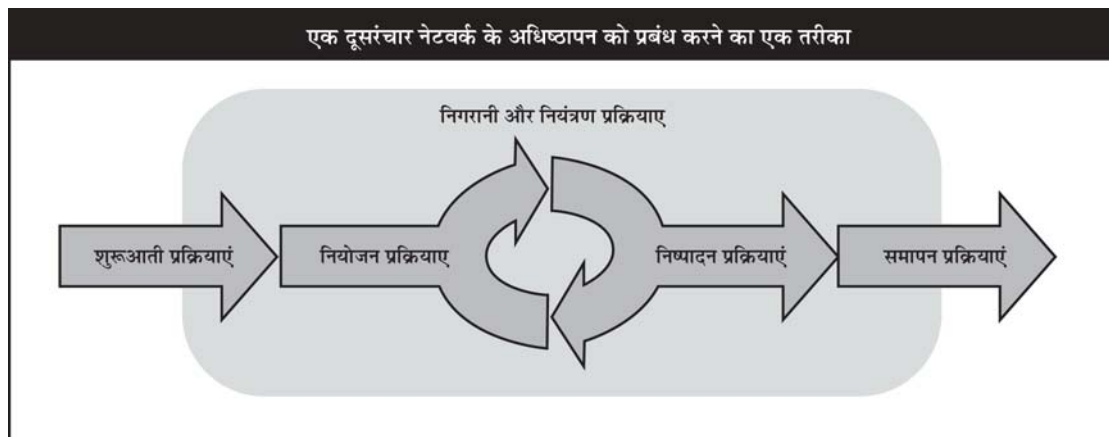 एक दूसरंचार नेटवर्क के अधिष्ठापन को प्रबंध करने का एक तरीका
निगरानी और नियंत्रण प्रक्रियाए
शुरूआती प्रक्रियाएं
नियोजन प्रक्रियाए
निष्पादन प्रक्रियाएं
समापन प्रक्रियाएं